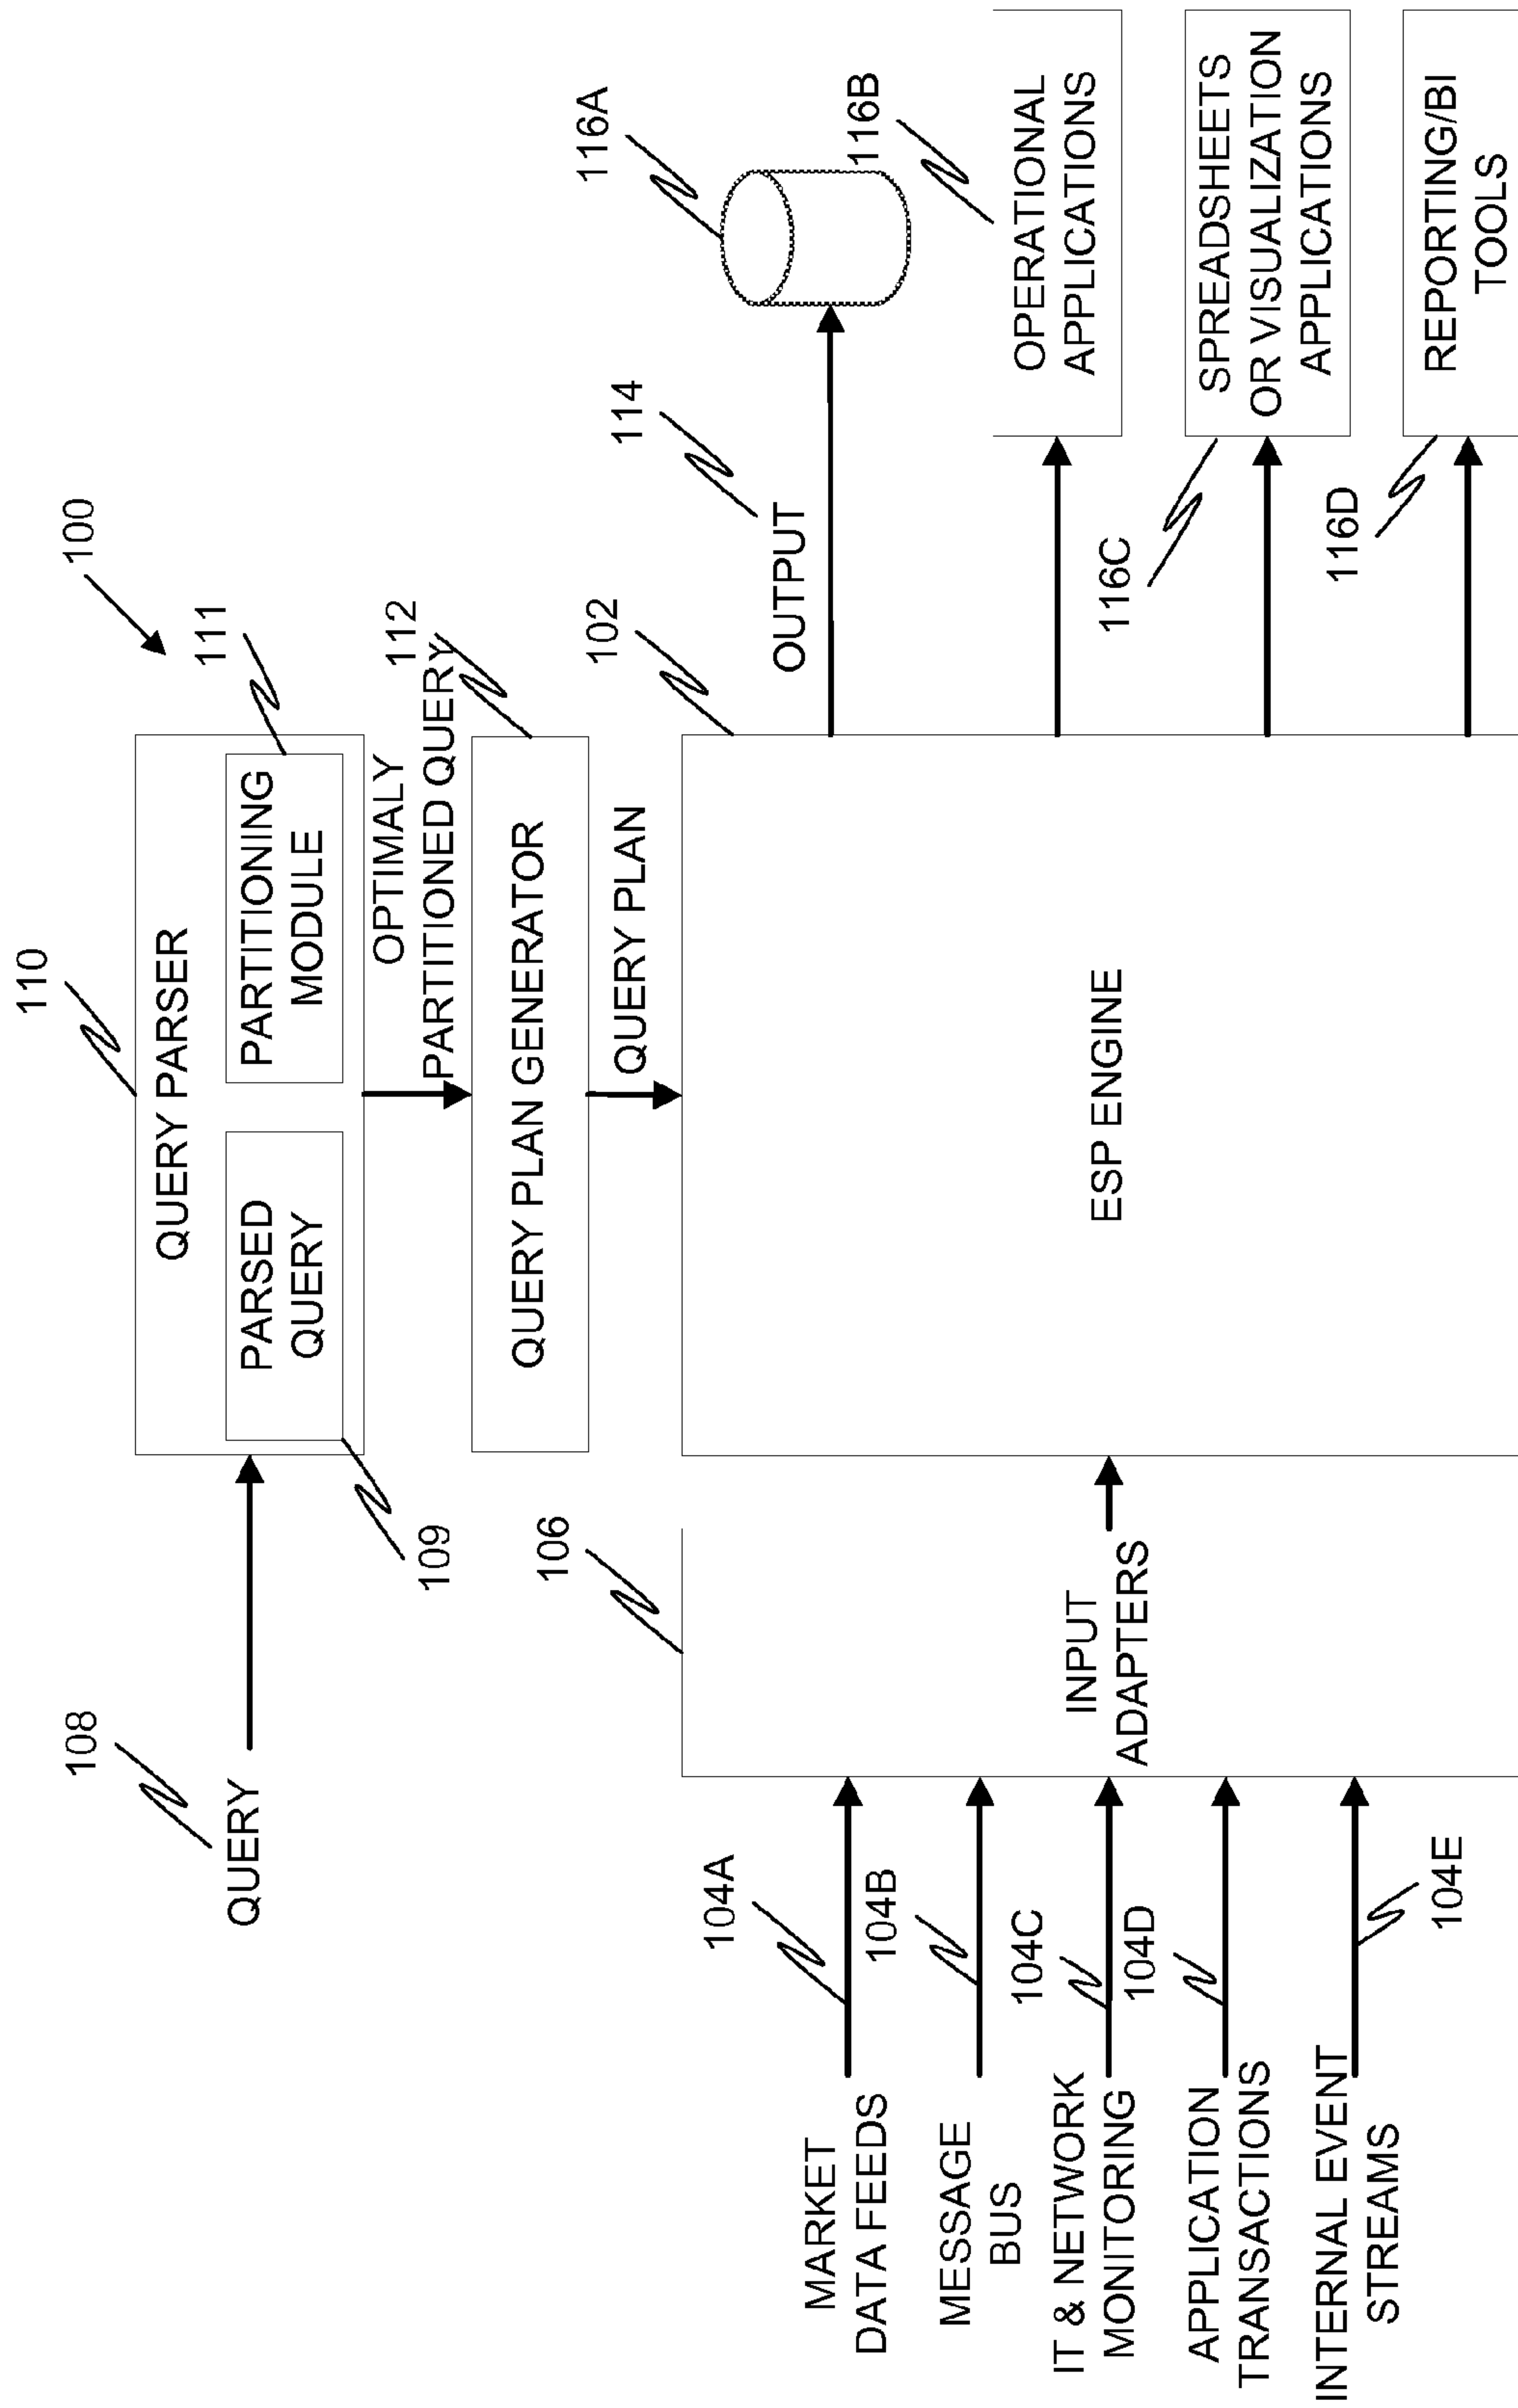 100
110
QUERY PARSER
108
QUERY
PARSED
QUERY
109
PARTITIONING
MODULE
111
OPTIMALY
PARTITIONED QUERY
112
QUERY PLAN GENERATOR
QUERY PLAN
102
106
ESP ENGINE
INPUT
ADAPTERS
MARKET
DATA FEEDS
104A
MESSAGE
BUS
104B
IT & NETWORK
MONITORING
104C
APPLICATION
TRANSACTIONS
104D
INTERNAL EVENT
STREAMS
104E
OUTPUT
114
116A
116B
OPERATIONAL
APPLICATIONS
116C
SPREADSHEETS
OR VISUALIZATION
APPLICATIONS
116D
REPORTING/BI
TOOLS